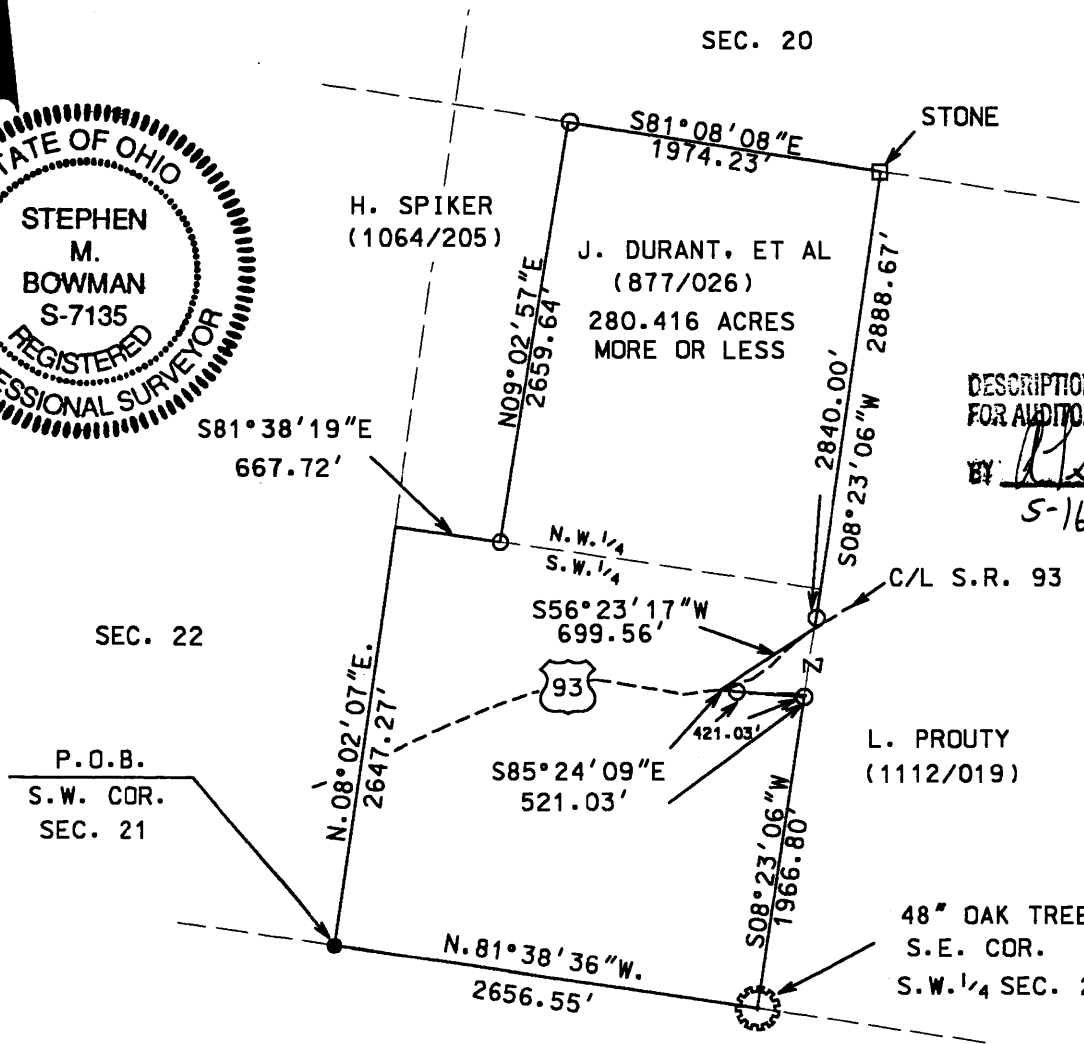 SEC. 20
STONE
S81°08'08"E
1974.23'
STATE OF OHIO
STEPHEN
M.
BOWMAN
S-7135
REGISTERED
SURVEYOR
H. SPIKER
(1064/205)
J. DURANT, ET AL
(877/026)
280.416 ACRES
MORE OR LESS
N09°02'57"E
2659.64'
2888.67'
2840.00'
S08°23'06"W
DESCRIPTION
BY
S81°38'19"E
667.72'
N.W.1/4
S.W.1/4
C/L S.R. 93
S56°23'17"W
699.56'
SEC. 22
93
Z
421.03'
S85°24'09"E
521.03'
L. PROUTY
(1112/019)
N.08°02'07"E.
2647.27'
P.O.B.
S.W. COR.
SEC. 21
S08°23'06"W
1966.80'
48" OAK TREE
S.E. COR.
S.W.1/4 SEC.
N.81°38'36"W.
2656.55'